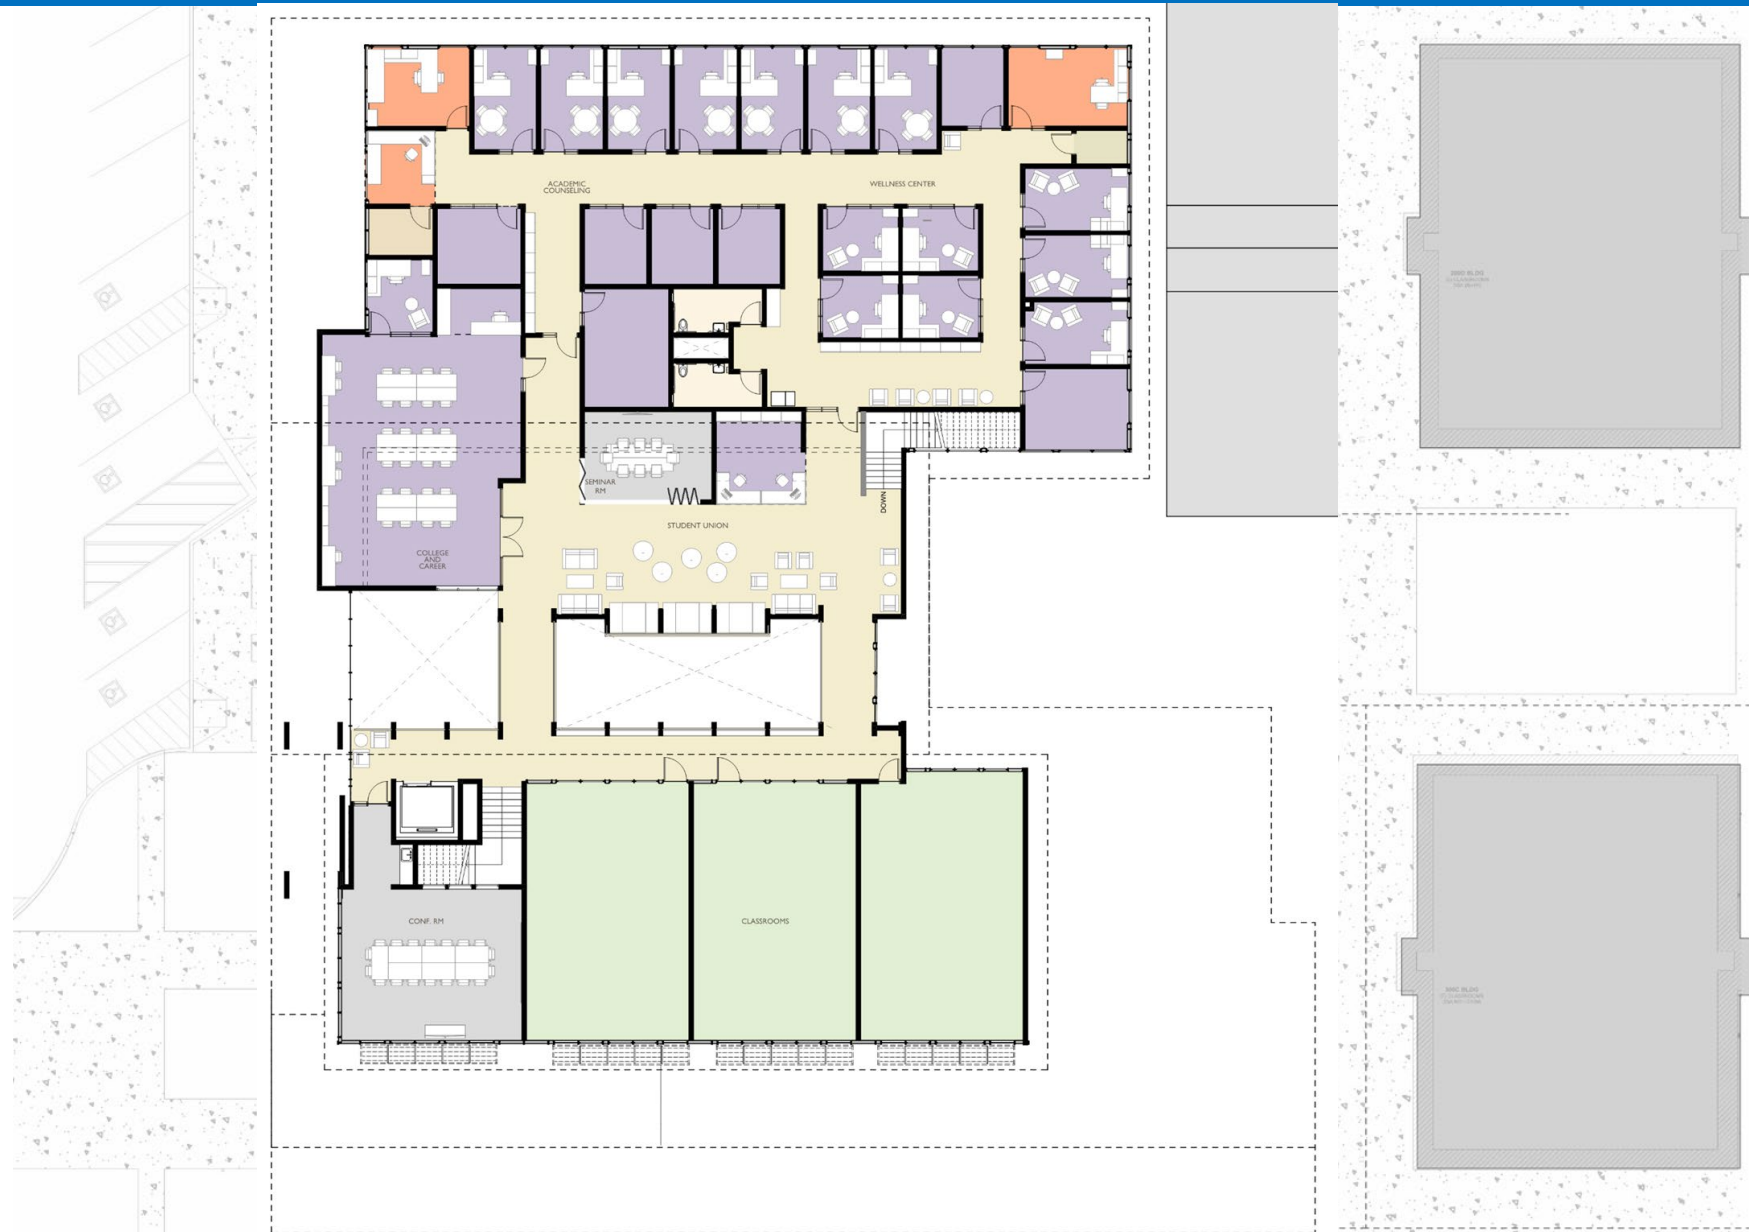 ACADEMIC
COUNSELING
WELLNESS CENTER
SEMINAR
RM
DOWN
STUDENT UNION
COLLEGE
AND
CAREER
CONF. RM
CLASSROOMS